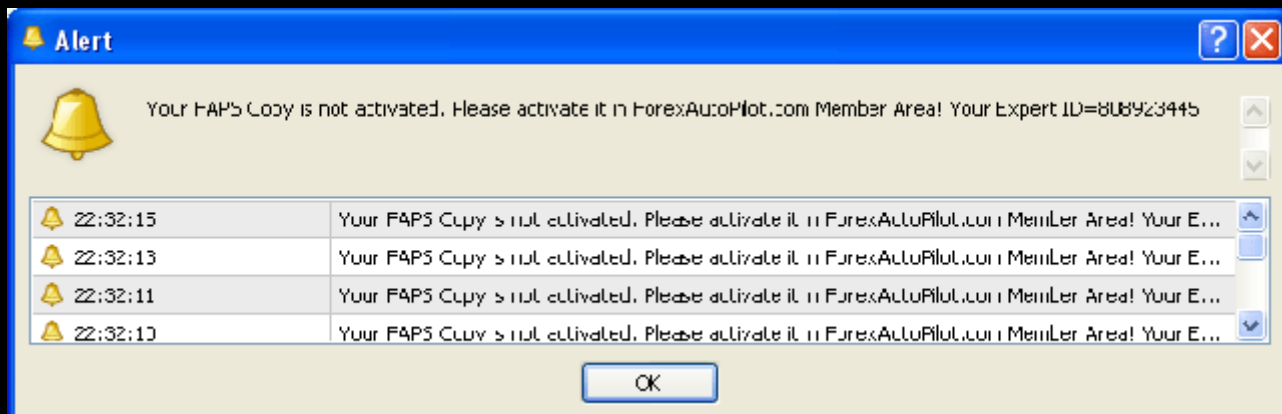 Alert
Your FAPS Copy is not activated. Please activate it in ForexAutoPilot.com Member Area! Your Expert ID=808923445
22:32:15 Your FAPS Copy is not activated. Please activate it in ForexAutoPilot.com Member Area! Your E...
22:32:13 Your FAPS Copy is not activated. Please activate it in ForexAutoPilot.com Member Area! Your E...
22:32:11 Your FAPS Copy is not activated. Please activate it in ForexAutoPilot.com Member Area! Your E...
22:32:10 Your FAPS Copy is not activated. Please activate it in ForexAutoPilot.com Member Area! Your E...
OK